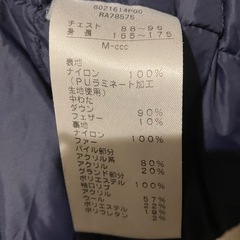 8021614P00
RA78575
チェスト 88-96
身長 165-175
M-ccc
表地
ナイロン 100%
(PUラミネート加工
生地使用)
中わた
ダウン 90%
フェザー 10%
裏地
ナイロン 100%
ファー
パイル部分
アクリル系 80%
アクリル 20%
グランド部分
ポリエステル 100%
袖口リブ
アクリル
ウール
ポリエステル
ポリウレタン